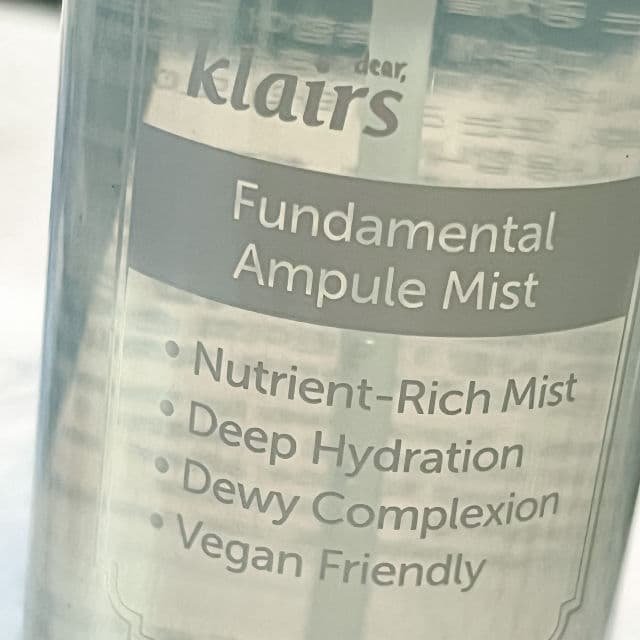 dear,
klairs
Fundamental
Ampule Mist
• Nutrient-Rich Mist
• Deep Hydration
• Dewy Complexion
• Vegan Friendly